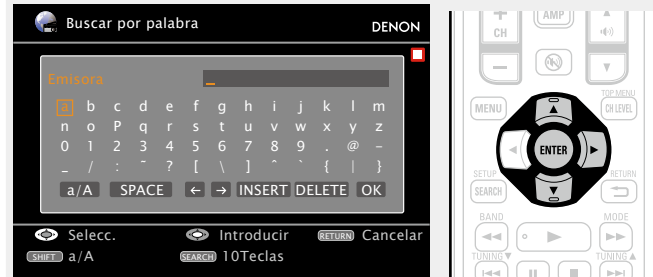 Buscar por palabra
DENON
Emisora _
a b c d e f g h i j k l m
n o P q r s t u v w x y z
0 1 2 3 4 5 6 7 8 9 . @ –
_ / : ˜ ? [ \ ] ^ ` { | }
a/A SPACE ← → INSERT DELETE OK
Selecc. Introducir RETURN Cancelar
SHIFT a/A SEARCH 10Teclas
+ AMP
CH
–
TOP MENU
MENU CH LEVEL
ENTER
SETUP RETURN
SEARCH
BAND MODE
TUNING TUNING